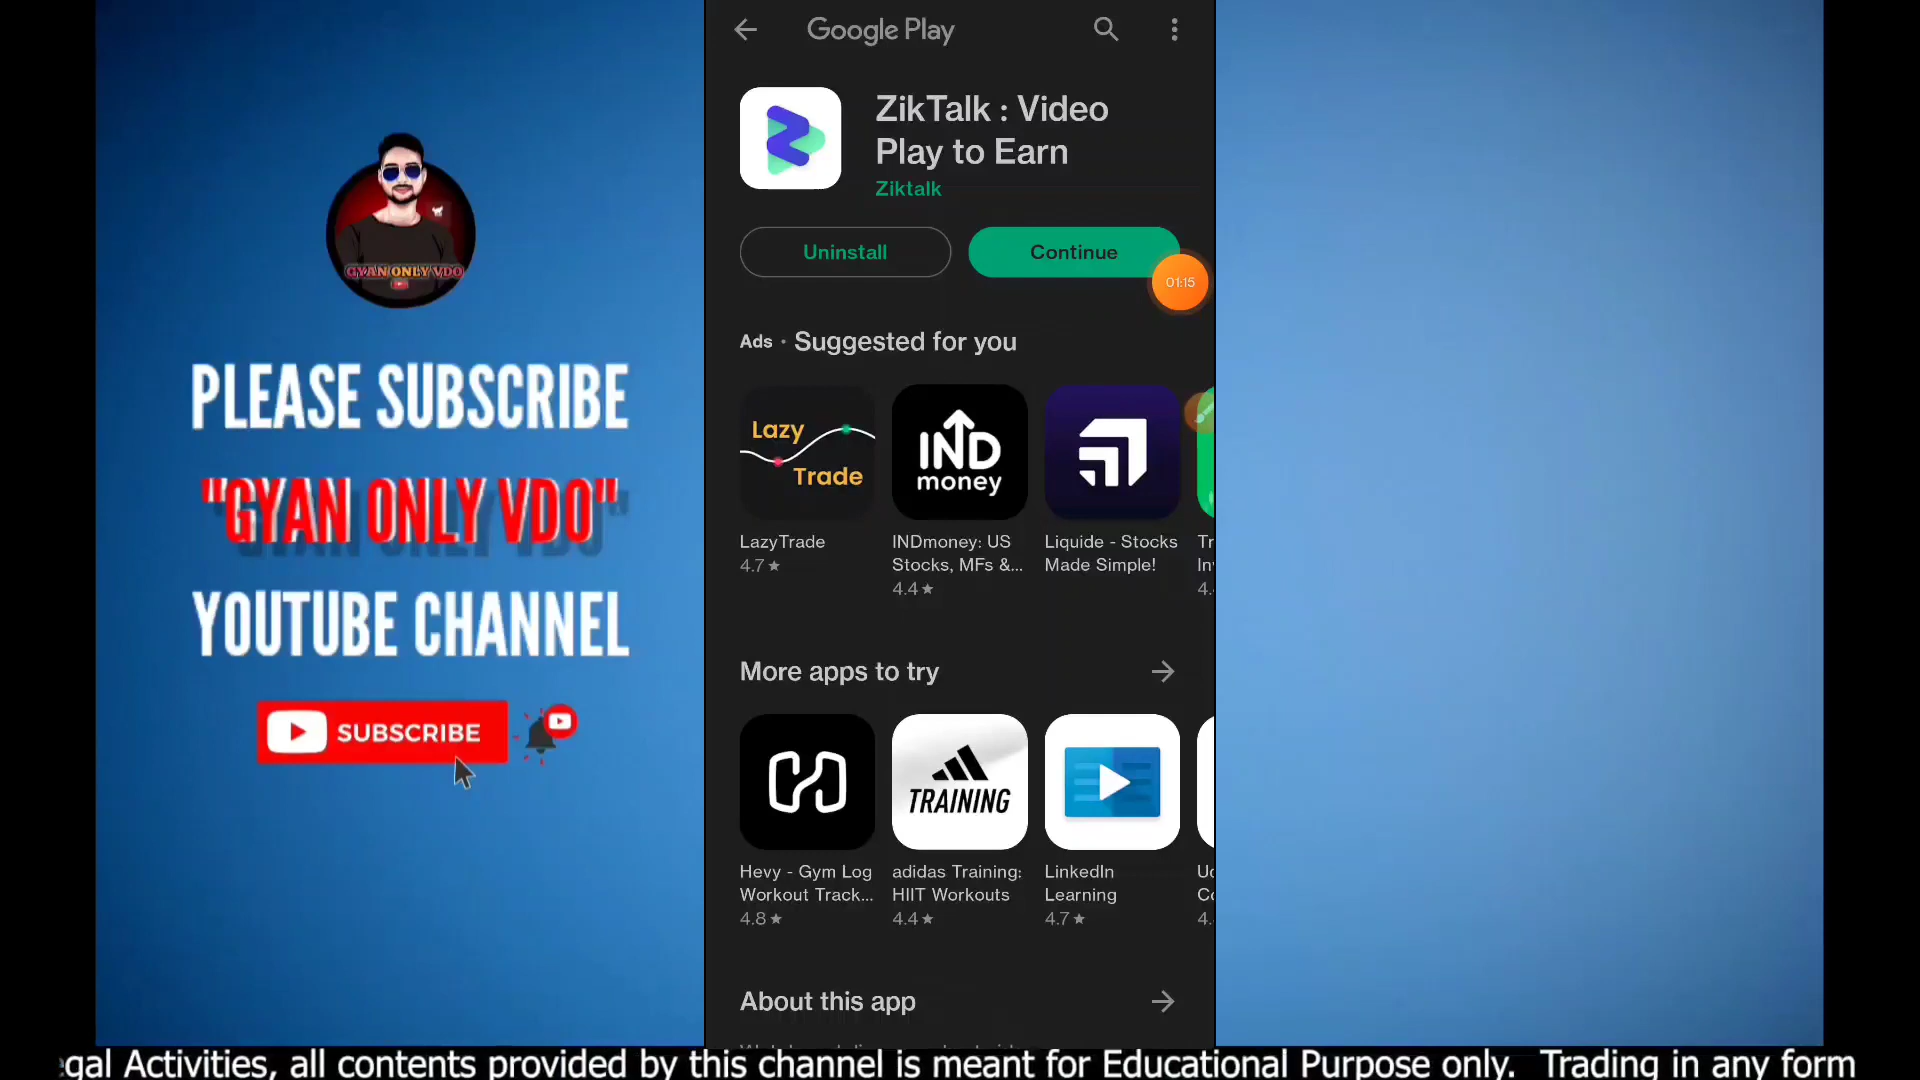 Google Play
ZikTalk : Video
Play to Earn
Ziktalk
Uninstall
Continue
01:15
Ads · Suggested for you
Lazy
Trade
IND
money
LazyTrade
4.7★
INDmoney: US
Stocks, MFs &...
4.4★
Liquide - Stocks
Made Simple!
More apps to try
TRAINING
Hevy - Gym Log
Workout Track...
4.8★
adidas Training:
HIIT Workouts
4.4★
LinkedIn
Learning
4.7★
About this app
GYAN ONLY VDO
PLEASE SUBSCRIBE
"GYAN ONLY VDO"
YOUTUBE CHANNEL
SUBSCRIBE
Activities, all contents provided by this channel is meant for Educational Purpose only. Trading in any form